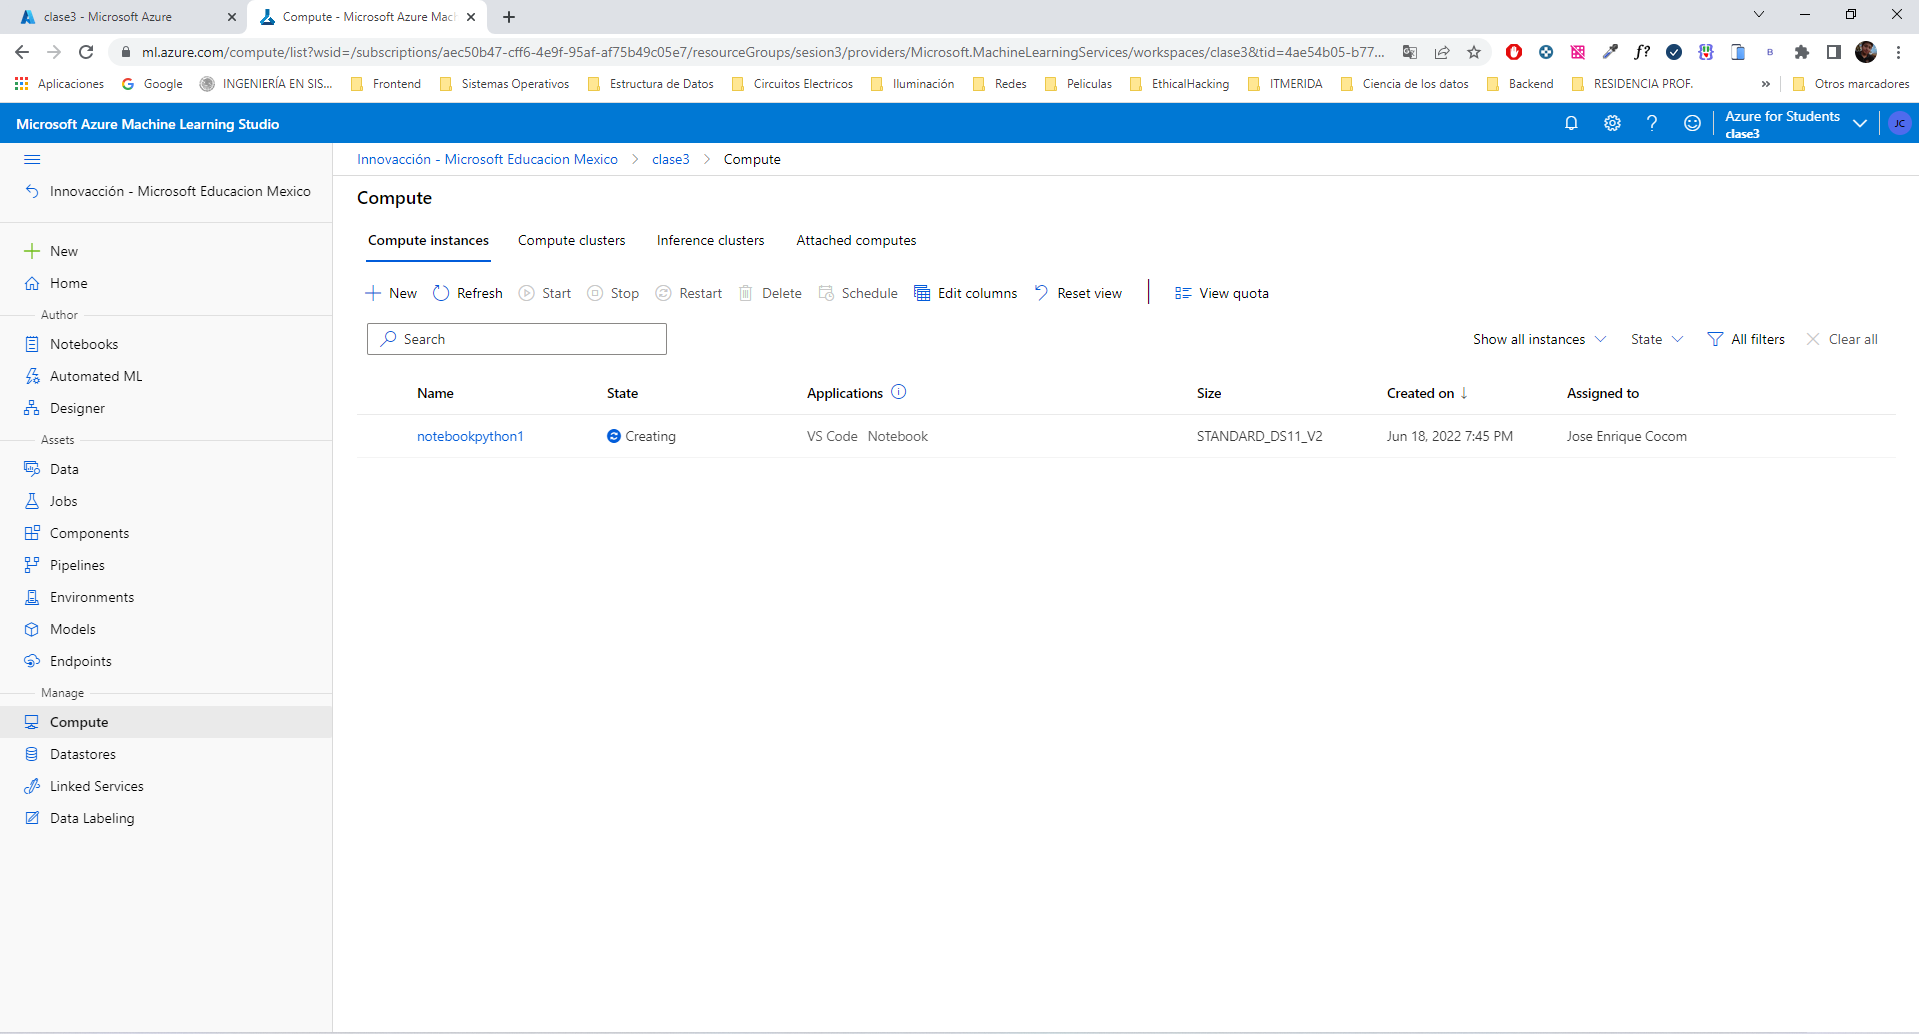 clase3 - Microsoft Azure
Compute - Microsoft Azure Mach
ml.azure.com/compute/list?wsid=/subscriptions/aec50b47-cff6-4e9f-95af-af75b49c05e7/resourceGroups/sesion3/providers/Microsoft.MachineLearningServices/workspaces/clase3&tid=4ae54b05-b77...
Aplicaciones Google INGENIERÍA EN SIS... Frontend Sistemas Operativos Estructura de Datos Circuitos Electricos Iluminación Redes Peliculas EthicalHacking ITMERIDA Ciencia de los datos Backend RESIDENCIA PROF. » Otros marcadores
Microsoft Azure Machine Learning Studio
Azure for Students
clase3
JC
Innovacción - Microsoft Educacion Mexico
New
Home
Author
Notebooks
Automated ML
Designer
Assets
Data
Jobs
Components
Pipelines
Environments
Models
Endpoints
Manage
Compute
Datastores
Linked Services
Data Labeling
Innovacción - Microsoft Educacion Mexico > clase3 > Compute
Compute
Compute instances Compute clusters Inference clusters Attached computes
New Refresh Start Stop Restart Delete Schedule Edit columns Reset view View quota
Search
Show all instances State All filters Clear all
Name State Applications Size Created on ↓ Assigned to
notebookpython1 Creating VS Code Notebook STANDARD_DS11_V2 Jun 18, 2022 7:45 PM Jose Enrique Cocom